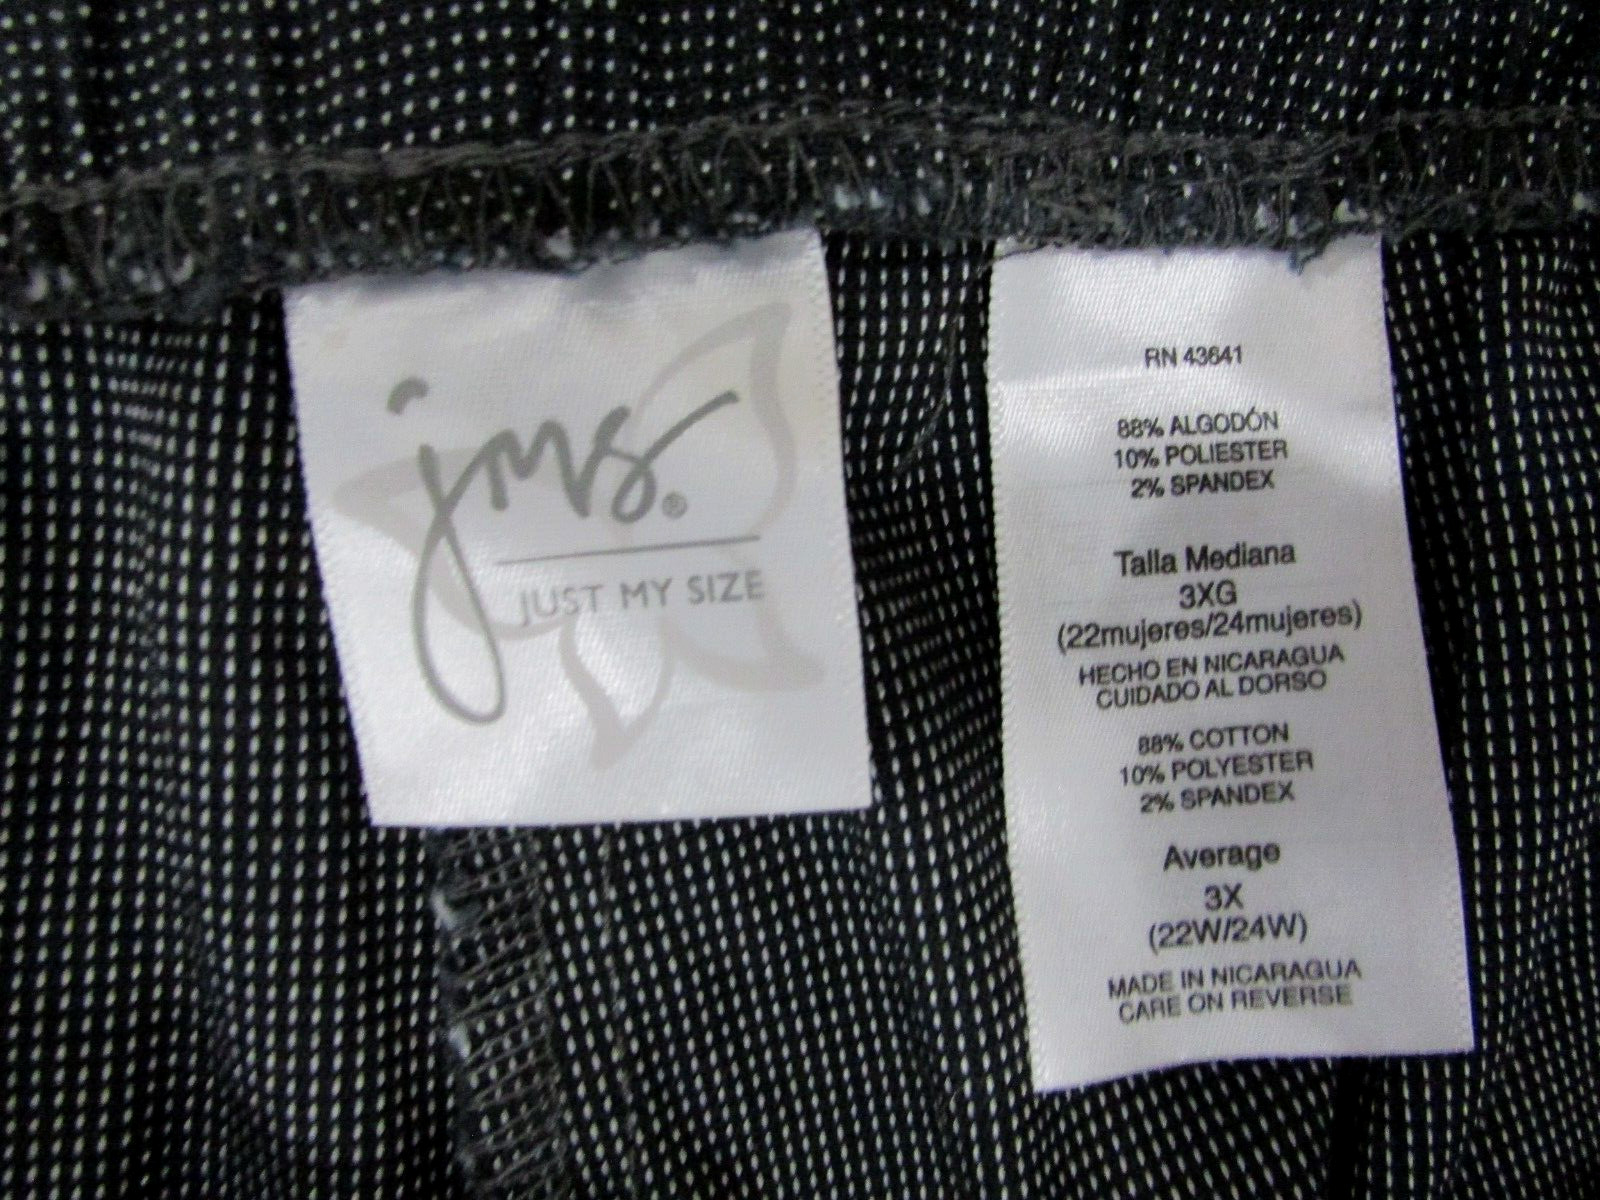 jms®
JUST MY SIZE
RN 43641
88% ALGODÓN
10% POLIESTER
2% SPANDEX
Talla Mediana
3XG
(22mujeres/24mujeres)
HECHO EN NICARAGUA
CUIDADO AL DORSO
88% COTTON
10% POLYESTER
2% SPANDEX
Average
3X
(22W/24W)
MADE IN NICARAGUA
CARE ON REVERSE